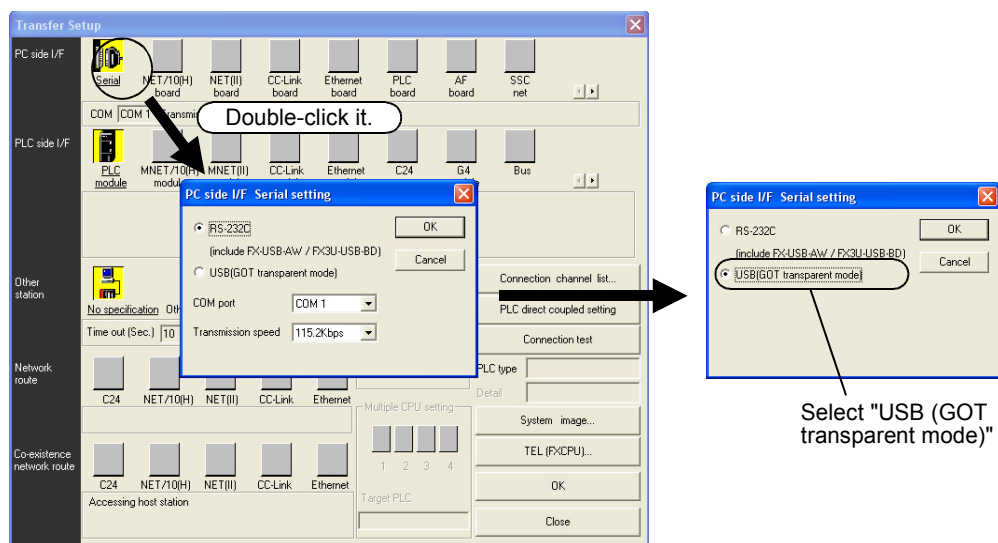 Transfer Setup
PC side I/F
Serial
NET/10(H) board
NET(II) board
CC-Link board
Ethernet board
PLC board
AF board
SSC net
COM
COM 1
Double-click it.
PLC side I/F
PLC module
MNET/10(H)
MNET(II)
CC-Link
Ethernet
C24
G4
Bus
PC side I/F Serial setting
RS-232C
(include FX-USB-AW / FX3U-USB-BD)
USB(GOT transparent mode)
COM port
COM 1
Transmission speed
115.2Kbps
OK
Cancel
Other station
No specification
Time out (Sec.)
10
Connection channel list...
PLC direct coupled setting
Connection test
PLC type
Detail
System image...
TEL (FXCPU)...
OK
Close
Network route
C24
NET/10(H)
NET(II)
CC-Link
Ethernet
Multiple CPU setting
1 2 3 4
Target PLC
Co-existence network route
C24
NET/10(H)
NET(II)
CC-Link
Ethernet
Accessing host station
PC side I/F Serial setting
RS-232C
(include FX-USB-AW / FX3U-USB-BD)
USB(GOT transparent mode)
OK
Cancel
Select "USB (GOT
transparent mode)"